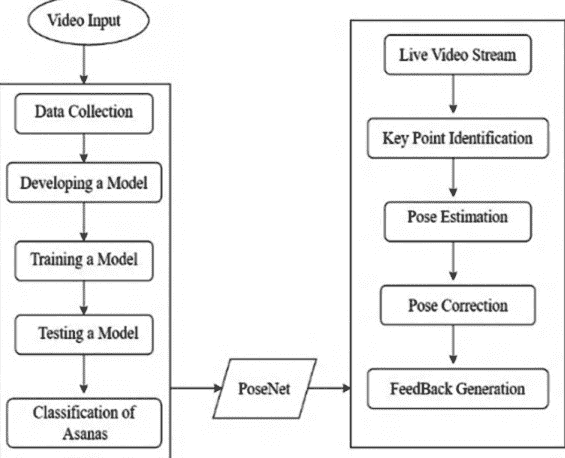 Video Input
Data Collection
Developing a Model
Training a Model
Testing a Model
Classification of
Asanas
PoseNet
Live Video Stream
Key Point Identification
Pose Estimation
Pose Correction
FeedBack Generation